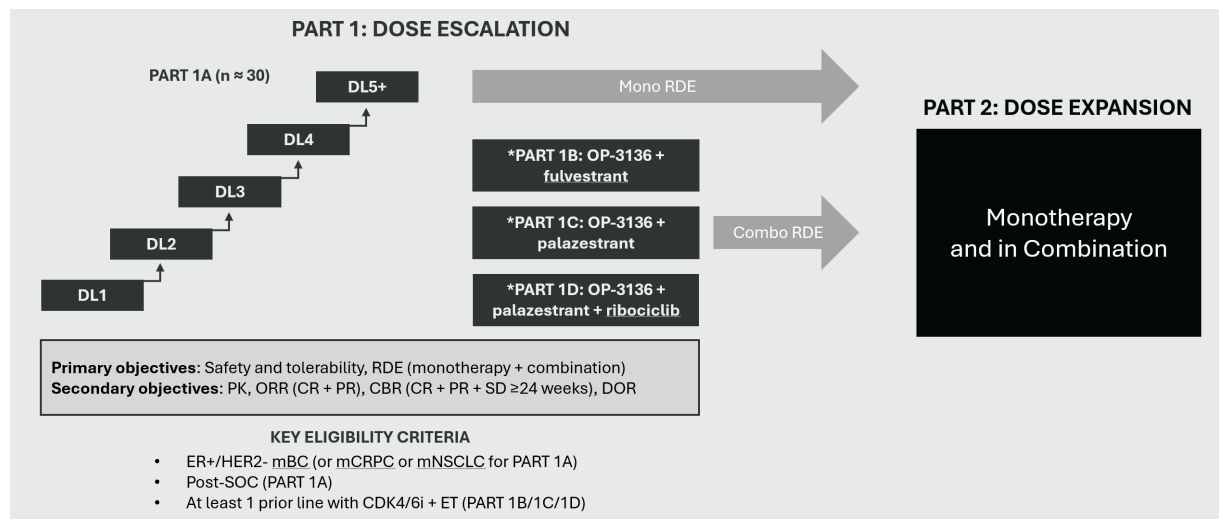 PART 1: DOSE ESCALATION
PART 1A (n ≈ 30)
DL5+
DL4
DL3
DL2
DL1
Mono RDE
*PART 1B: OP-3136 +
fulvestrant
*PART 1C: OP-3136 +
palazestrant
*PART 1D: OP-3136 +
palazestrant + ribociclib
Combo RDE
PART 2: DOSE EXPANSION
Monotherapy
and in Combination
Primary objectives: Safety and tolerability, RDE (monotherapy + combination)
Secondary objectives: PK, ORR (CR + PR), CBR (CR + PR + SD ≥24 weeks), DOR
KEY ELIGIBILITY CRITERIA
• ER+/HER2- mBC (or mCRPC or mNSCLC for PART 1A)
• Post-SOC (PART 1A)
• At least 1 prior line with CDK4/6i + ET (PART 1B/1C/1D)